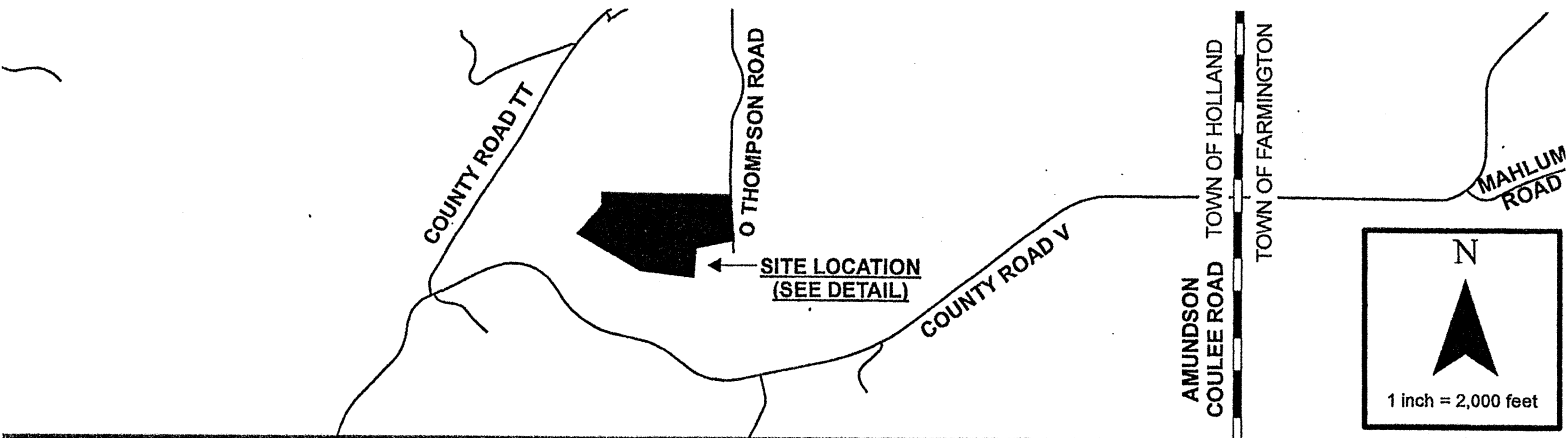 COUNTY ROAD TT
O THOMPSON ROAD
SITE LOCATION
(SEE DETAIL)
COUNTY ROAD V
TOWN OF HOLLAND
TOWN OF FARMINGTON
AMUNDSON
COULEE ROAD
MAHLUM
ROAD
N
1 inch = 2,000 feet